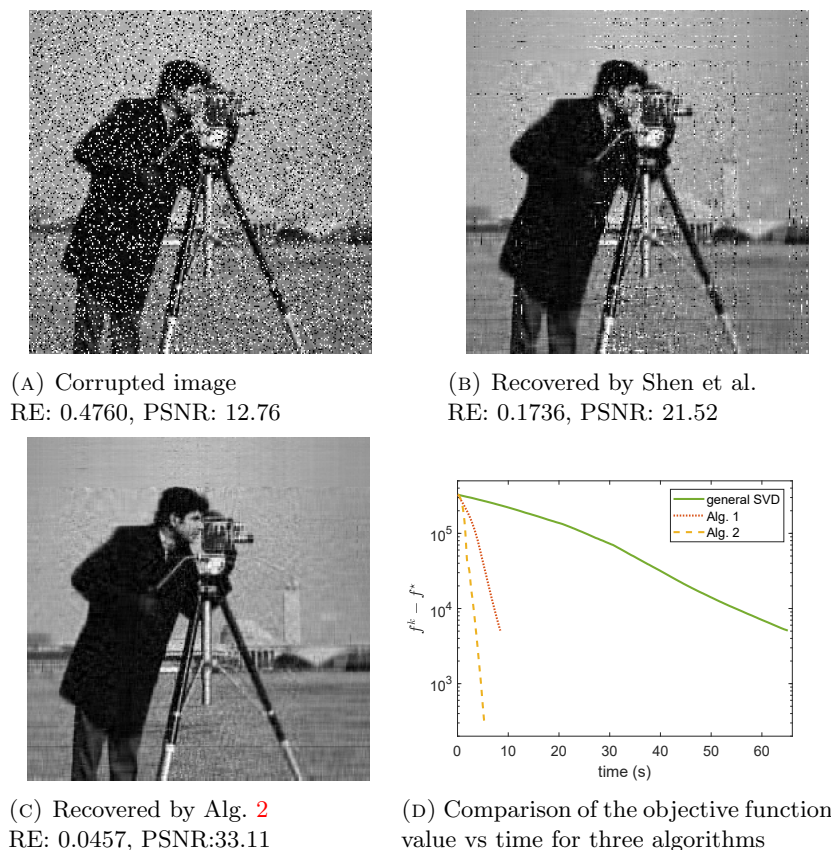 (A) Corrupted image
RE: 0.4760, PSNR: 12.76
(B) Recovered by Shen et al.
RE: 0.1736, PSNR: 21.52
(C) Recovered by Alg. 2
RE: 0.0457, PSNR:33.11
general SVD
Alg. 1
Alg. 2
10^5
10^4
10^3
f^k − f^⋆
0 10 20 30 40 50 60
time (s)
(D) Comparison of the objective function
value vs time for three algorithms